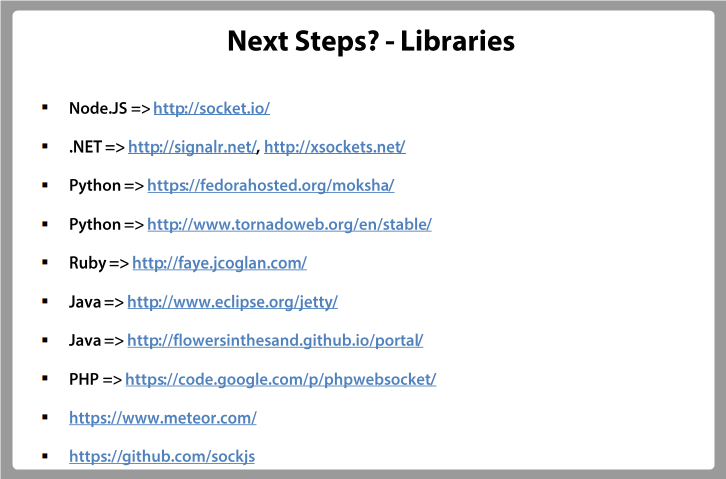 Next Steps? - Libraries
▪ Node.JS => http://socket.io/
▪ .NET => http://signalr.net/, http://xsockets.net/
▪ Python => https://fedorahosted.org/moksha/
▪ Python => http://www.tornadoweb.org/en/stable/
▪ Ruby => http://faye.jcoglan.com/
▪ Java => http://www.eclipse.org/jetty/
▪ Java => http://flowersinthesand.github.io/portal/
▪ PHP => https://code.google.com/p/phpwebsocket/
▪ https://www.meteor.com/
▪ https://github.com/sockjs